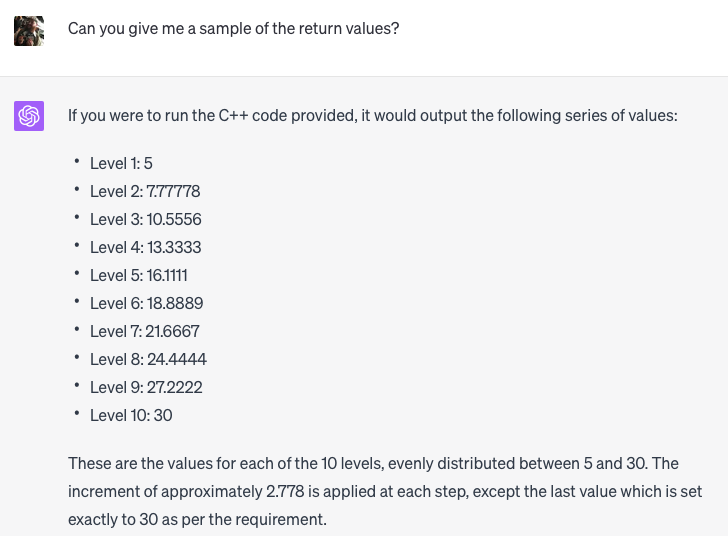 Can you give me a sample of the return values?
If you were to run the C++ code provided, it would output the following series of values:
• Level 1: 5
• Level 2: 7.77778
• Level 3: 10.5556
• Level 4: 13.3333
• Level 5: 16.1111
• Level 6: 18.8889
• Level 7: 21.6667
• Level 8: 24.4444
• Level 9: 27.2222
• Level 10: 30
These are the values for each of the 10 levels, evenly distributed between 5 and 30. The
increment of approximately 2.778 is applied at each step, except the last value which is set
exactly to 30 as per the requirement.